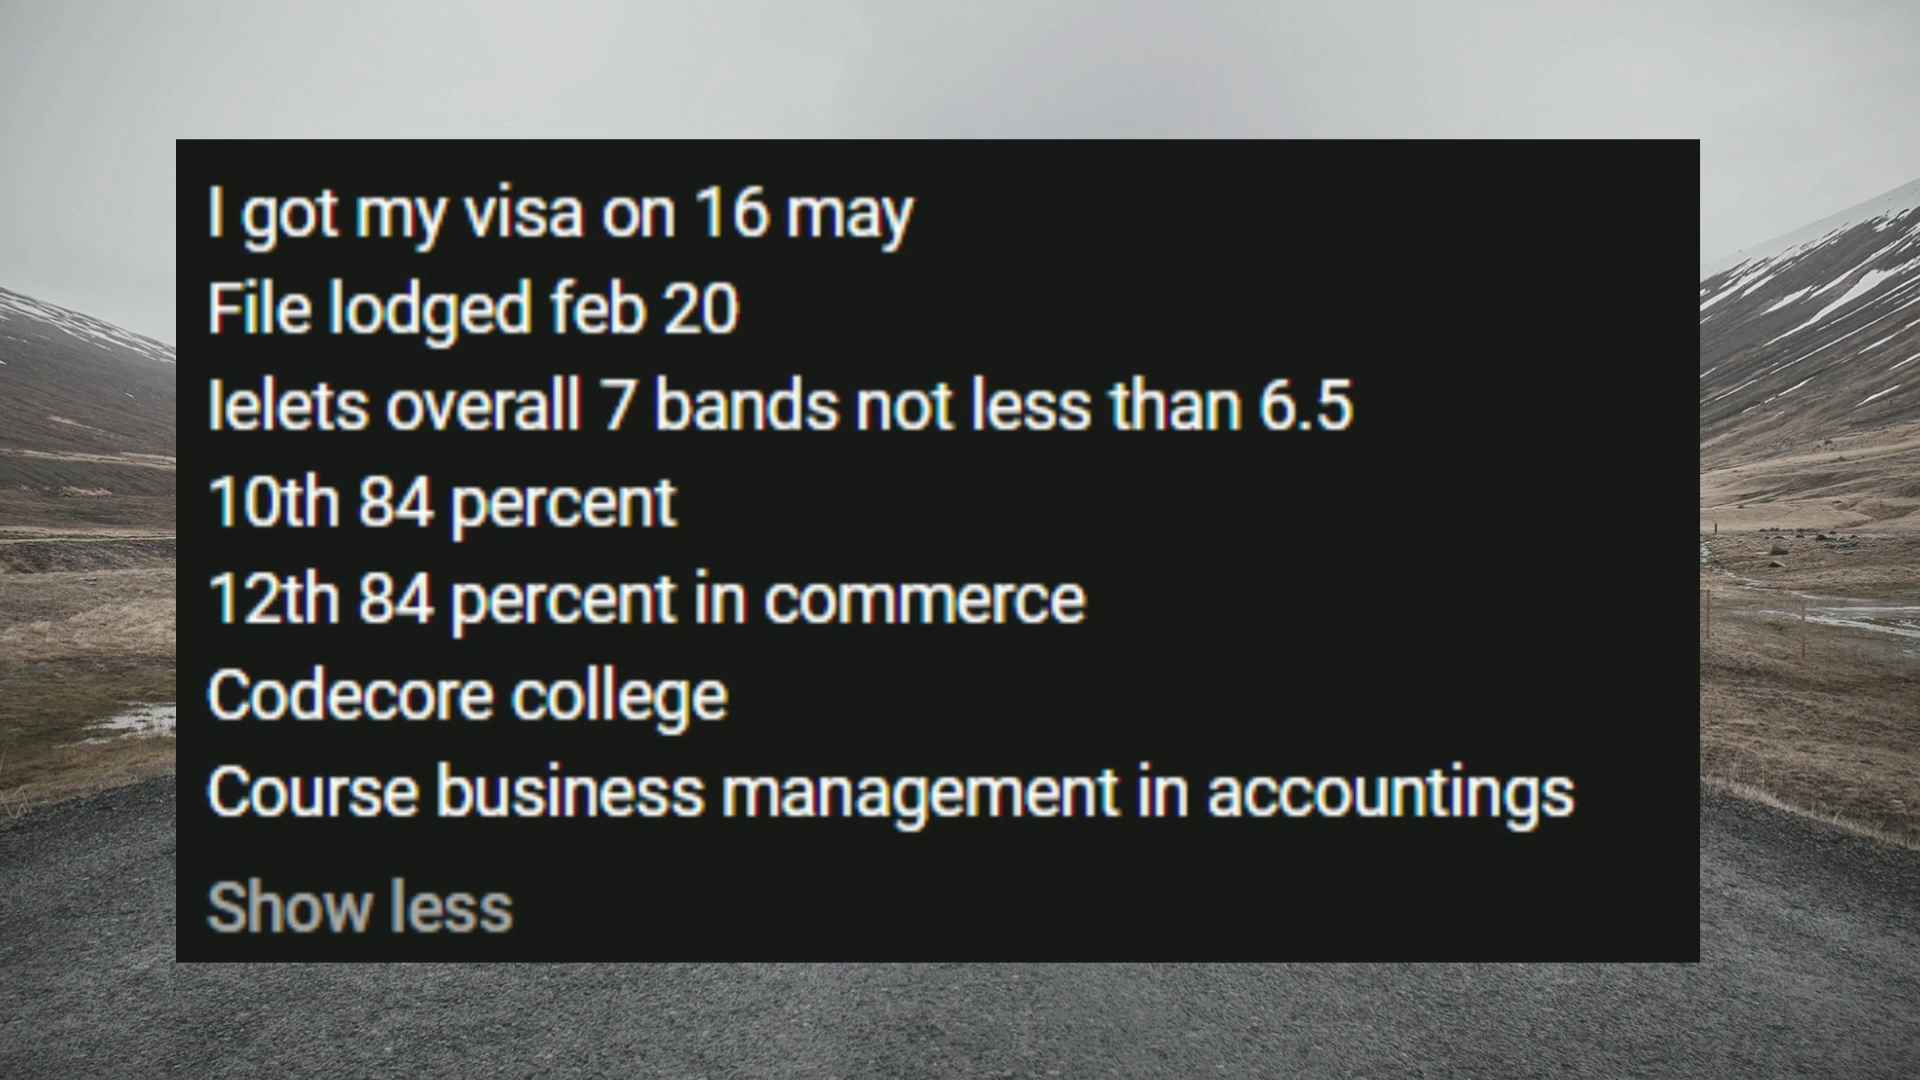 I got my visa on 16 may
File lodged feb 20
Ielets overall 7 bands not less than 6.5
10th 84 percent
12th 84 percent in commerce
Codecore college
Course business management in accountings
Show less